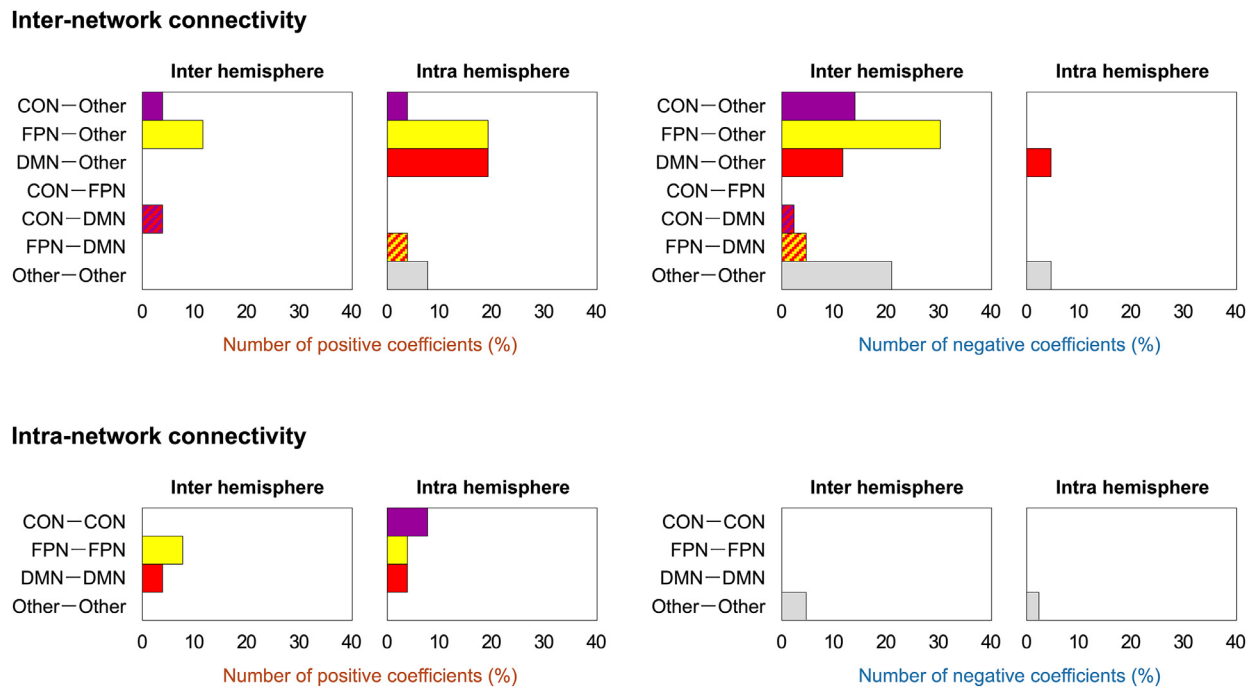 Inter-network connectivity
Inter hemisphere
Intra hemisphere
Inter hemisphere
Intra hemisphere
CON—Other
FPN—Other
DMN—Other
CON—FPN
CON—DMN
FPN—DMN
Other—Other
CON—Other
FPN—Other
DMN—Other
CON—FPN
CON—DMN
FPN—DMN
Other—Other
0 10 20 30 40
0 10 20 30 40
0 10 20 30 40
0 10 20 30 40
Number of positive coefficients (%)
Number of negative coefficients (%)
Intra-network connectivity
Inter hemisphere
Intra hemisphere
Inter hemisphere
Intra hemisphere
CON—CON
FPN—FPN
DMN—DMN
Other—Other
CON—CON
FPN—FPN
DMN—DMN
Other—Other
0 10 20 30 40
0 10 20 30 40
0 10 20 30 40
0 10 20 30 40
Number of positive coefficients (%)
Number of negative coefficients (%)